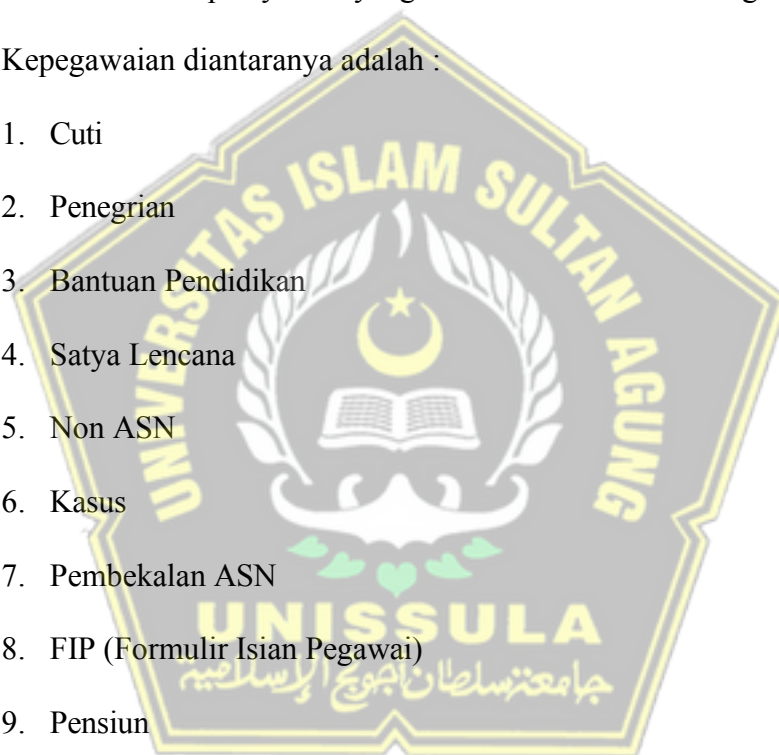 Kepegawaian diantaranya adalah :
1. Cuti
2. Penegrian
3. Bantuan Pendidikan
4. Satya Lencana
5. Non ASN
6. Kasus
7. Pembekalan ASN
8. FIP (Formulir Isian Pegawai)
9. Pensiun
UNIVERSITAS ISLAM SULTAN AGUNG
UNISSULA
جامعة سلطان أجونج الإسلامية